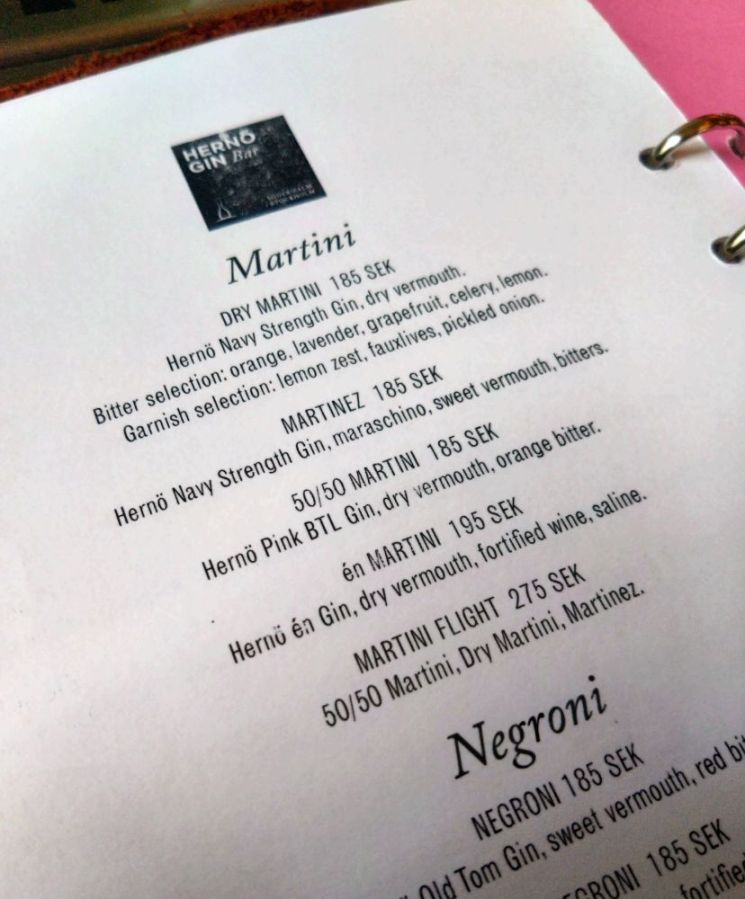 HERNÖ
GIN Bar
SÖDERMALM
STOCKHOLM
Martini
DRY MARTINI 185 SEK
Hernö Navy Strength Gin, dry vermouth.
Bitter selection: orange, lavender, grapefruit, celery, lemon.
Garnish selection: lemon zest, fauxlives, pickled onion.
MARTINEZ 185 SEK
Hernö Navy Strength Gin, maraschino, sweet vermouth, bitters.
50/50 MARTINI 185 SEK
Hernö Pink BTL Gin, dry vermouth, orange bitter.
én MARTINI 195 SEK
Hernö én Gin, dry vermouth, fortified wine, saline.
MARTINI FLIGHT 275 SEK
50/50 Martini, Dry Martini, Martinez.
Negroni
NEGRONI 185 SEK
Old Tom Gin, sweet vermouth, red
185 SEK